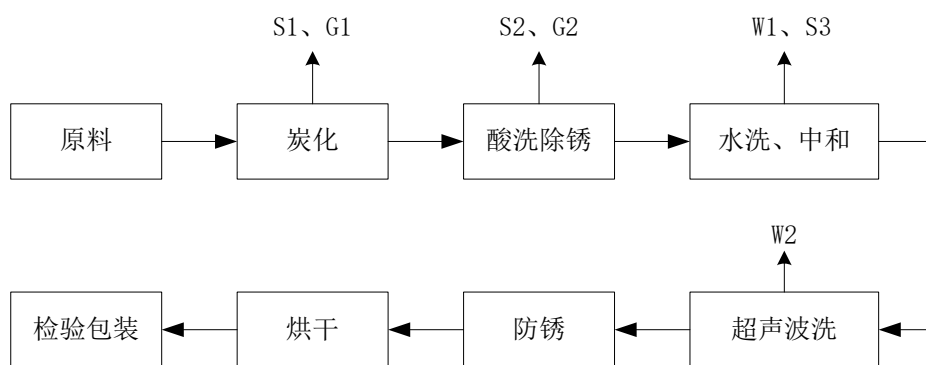 S1、G1
S2、G2
W1、S3
原料
炭化
酸洗除锈
水洗、中和
W2
检验包装
烘干
防锈
超声波洗